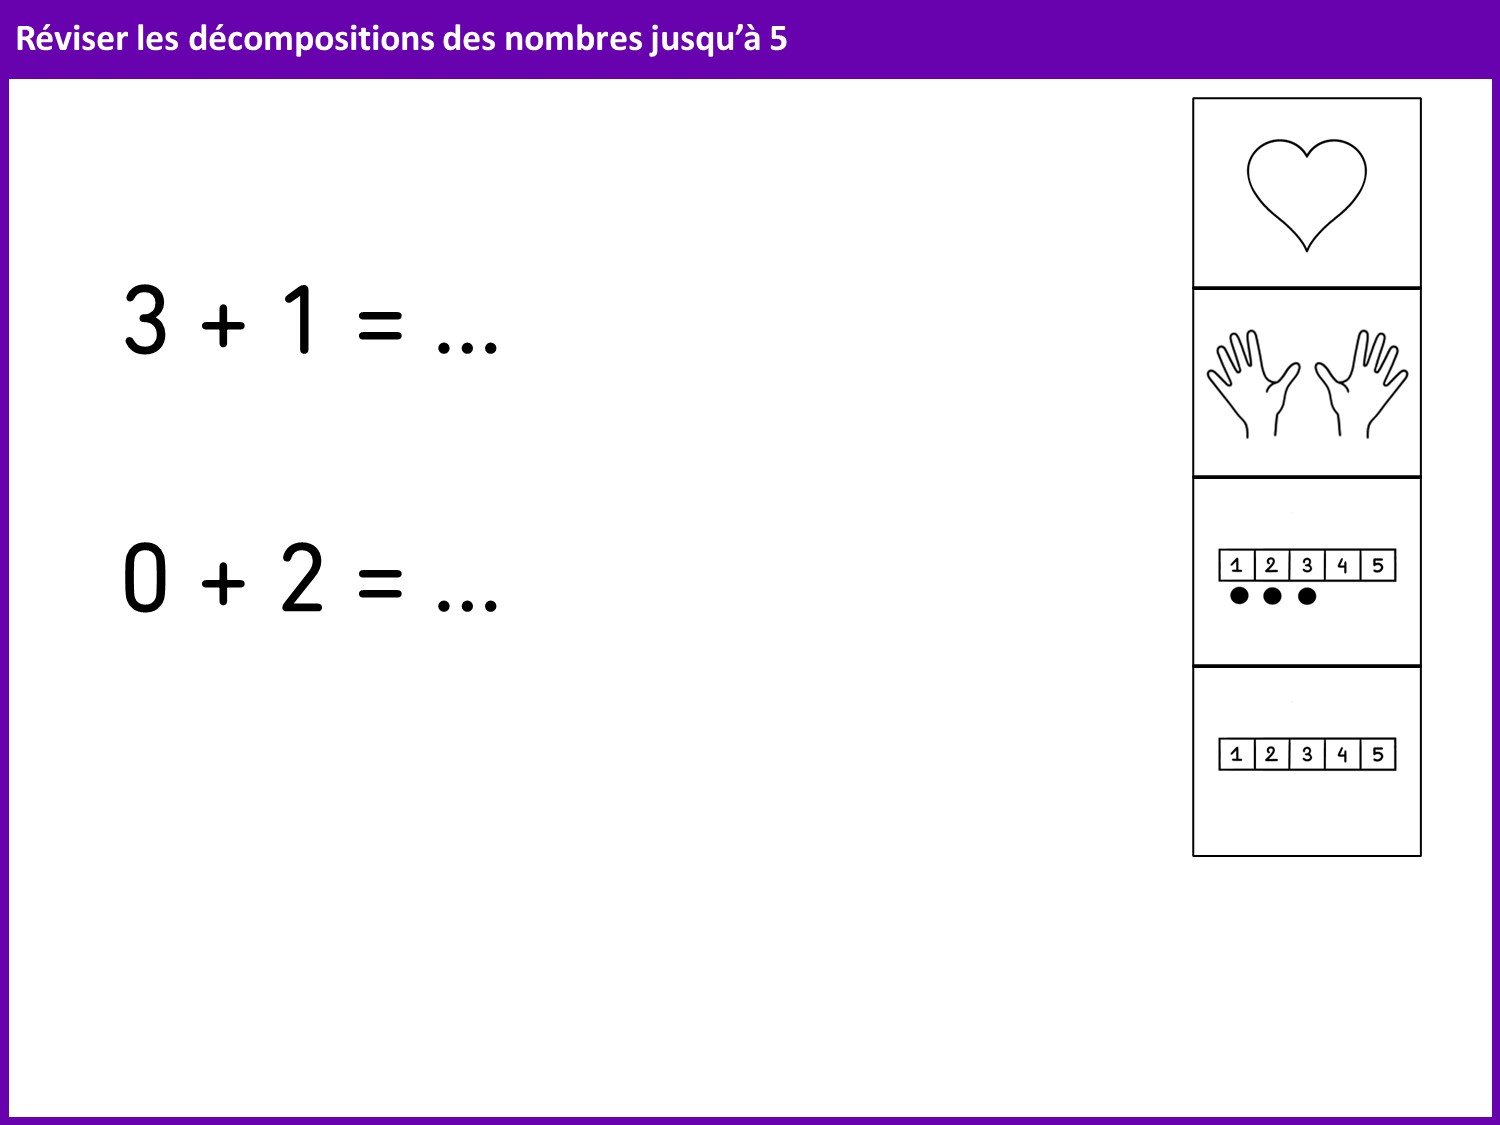 Réviser les décompositions des nombres jusqu’à 5
3 + 1 = ...
0 + 2 = ...
1 2 3 4 5
1 2 3 4 5